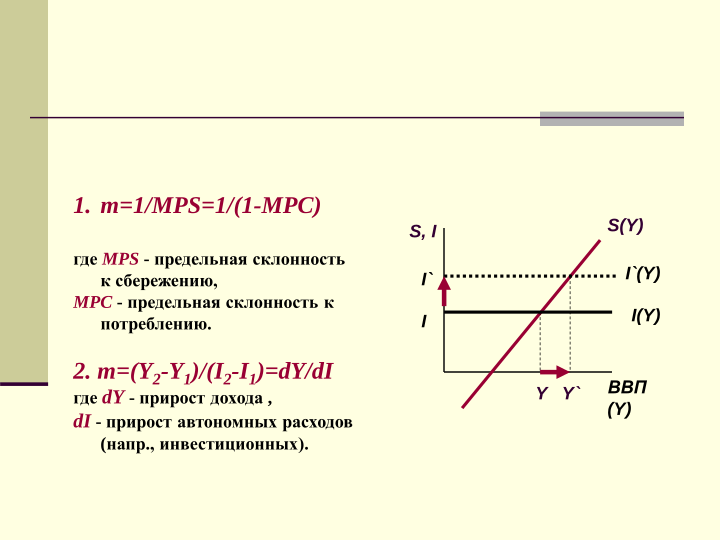 1. m=1/MPS=1/(1-MPC)
где MPS - предельная склонность
к сбережению,
MPC - предельная склонность к
потреблению.
2. m=(Y2-Y1)/(I2-I1)=dY/dI
где dY - прирост дохода ,
dI - прирост автономных расходов
(напр., инвестиционных).
S, I
S(Y)
I`
I`(Y)
I
I(Y)
Y Y`
ВВП
(Y)